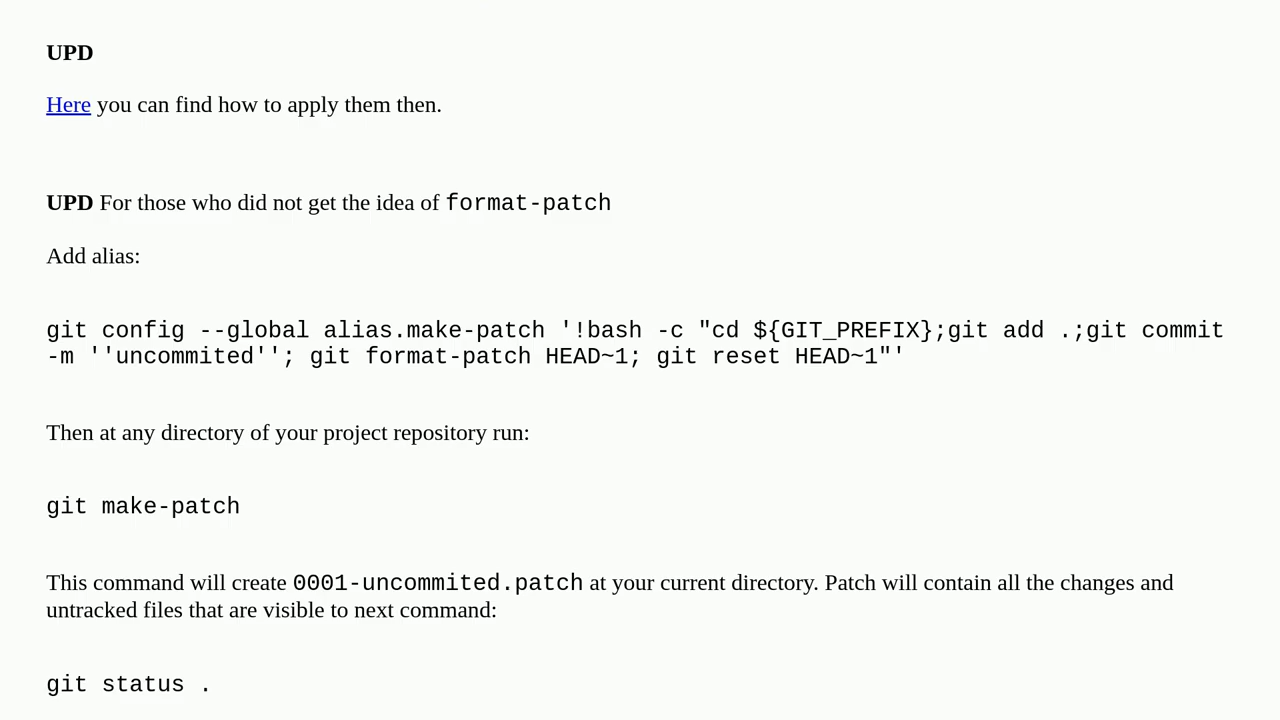 UPD
Here you can find how to apply them then.
UPD For those who did not get the idea of format-patch
Add alias:
git config --global alias.make-patch '!bash -c "cd ${GIT_PREFIX};git add .;git commit
-m ''uncommited''; git format-patch HEAD~1; git reset HEAD~1"'
Then at any directory of your project repository run:
git make-patch
This command will create 0001-uncommited.patch at your current directory. Patch will contain all the changes and
untracked files that are visible to next command:
git status .